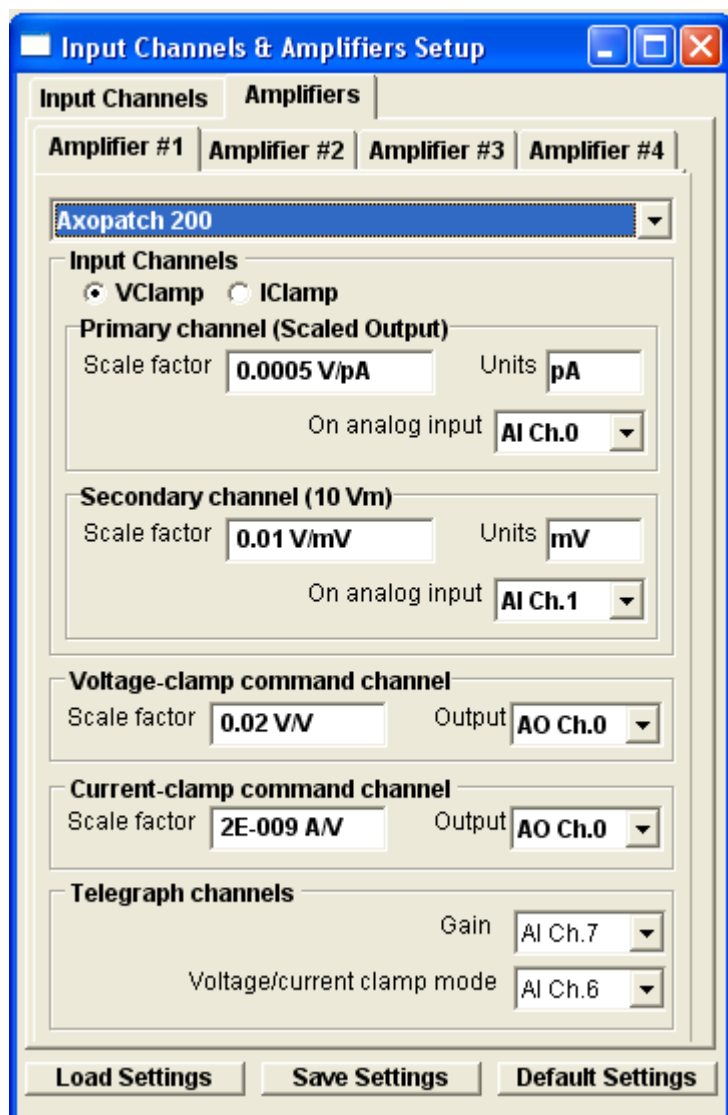 Input Channels & Amplifiers Setup
Input Channels Amplifiers
Amplifier #1 Amplifier #2 Amplifier #3 Amplifier #4
Axopatch 200
Input Channels
VClamp IClamp
Primary channel (Scaled Output)
Scale factor 0.0005 V/pA Units pA
On analog input AI Ch.0
Secondary channel (10 Vm)
Scale factor 0.01 V/mV Units mV
On analog input AI Ch.1
Voltage-clamp command channel
Scale factor 0.02 V/V Output AO Ch.0
Current-clamp command channel
Scale factor 2E-009 A/V Output AO Ch.0
Telegraph channels
Gain AI Ch.7
Voltage/current clamp mode AI Ch.6
Load Settings Save Settings Default Settings